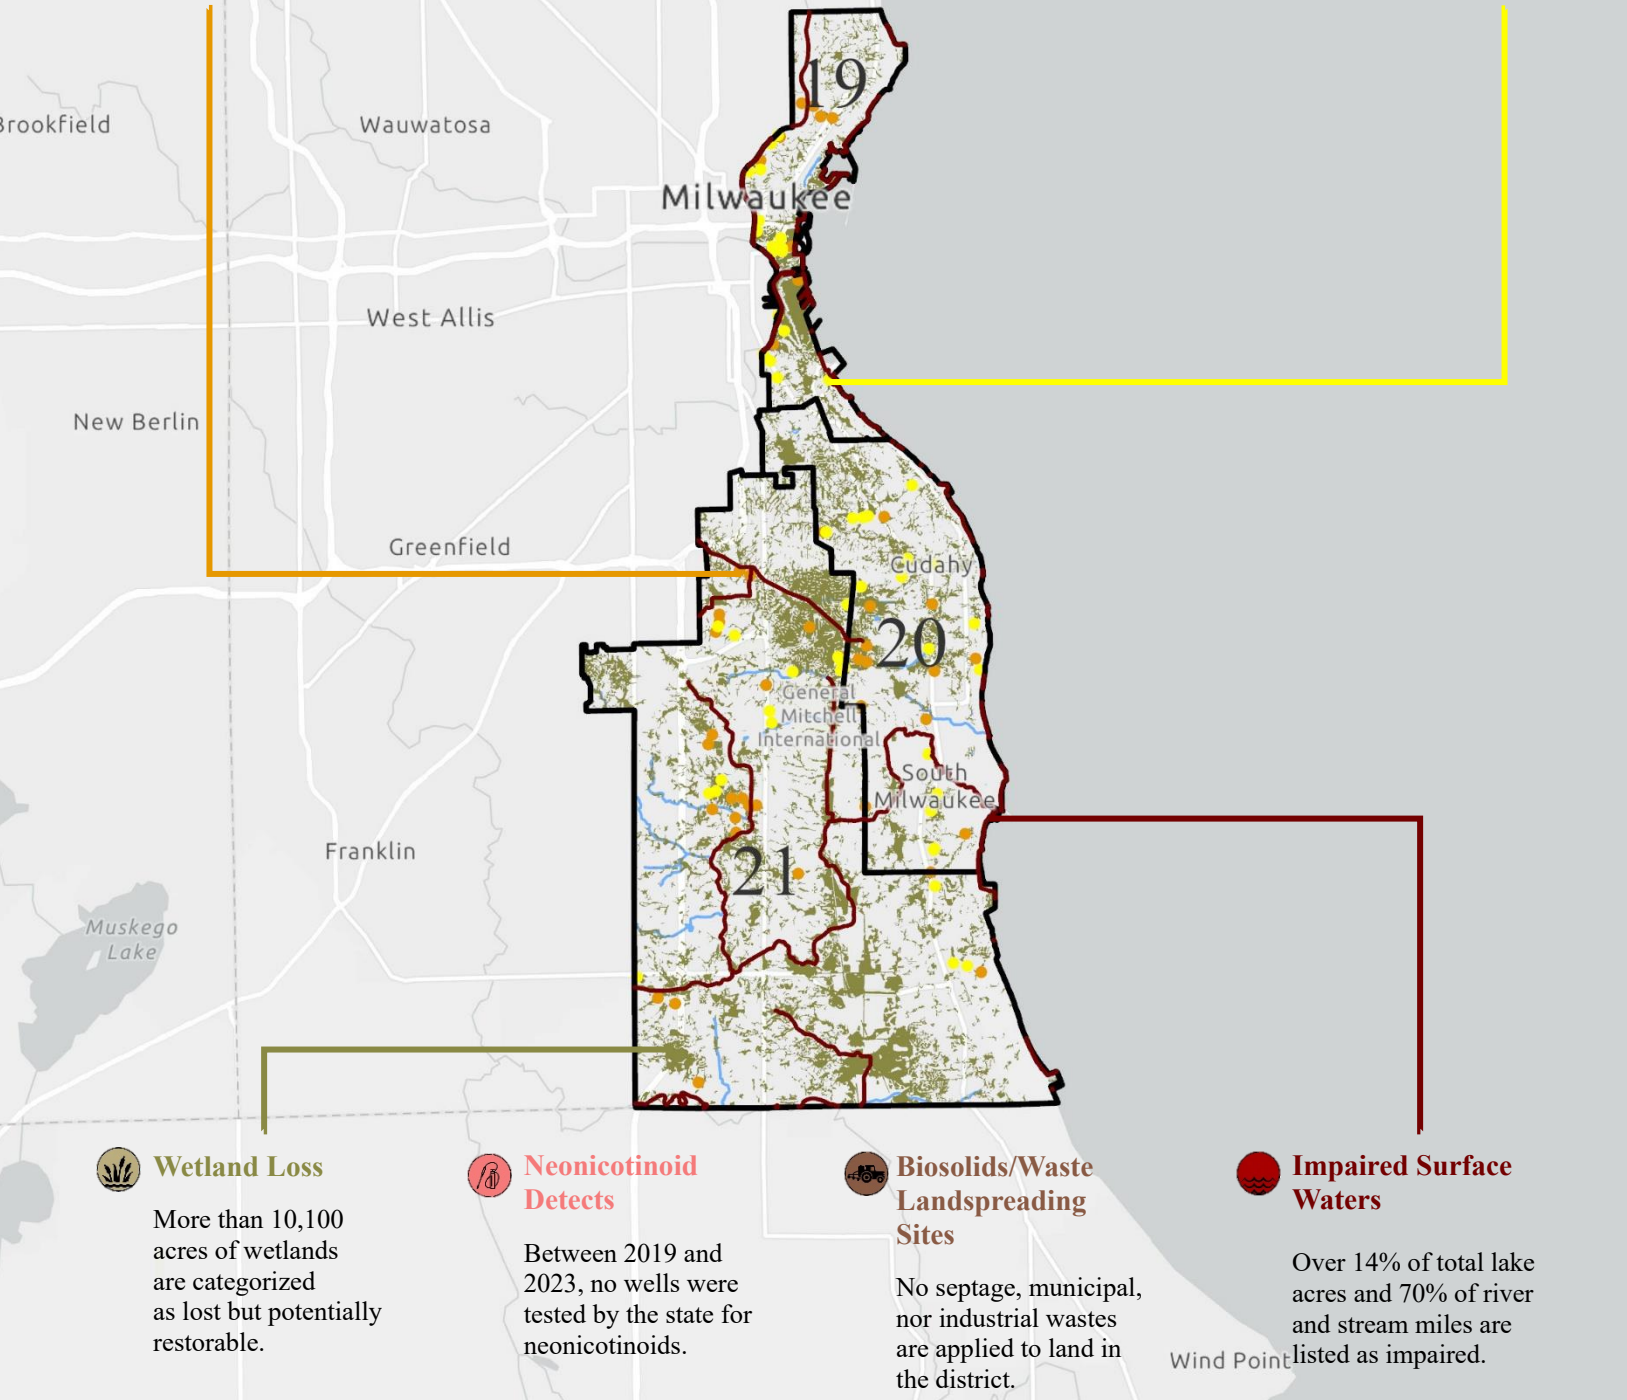 19
Brookfield
Wauwatosa
Milwaukee
West Allis
New Berlin
Greenfield
Cudahy
20
General
Mitchell
International
South
Milwaukee
Franklin
21
Muskego
Lake
Wetland Loss
More than 10,100
acres of wetlands
are categorized
as lost but potentially
restorable.
Neonicotinoid
Detects
Between 2019 and
2023, no wells were
tested by the state for
neonicotinoids.
Biosolids/Waste
Landspreading
Sites
No septage, municipal,
nor industrial wastes
are applied to land in
the district.
Impaired Surface
Waters
Over 14% of total lake
acres and 70% of river
and stream miles are
listed as impaired.
Wind Point